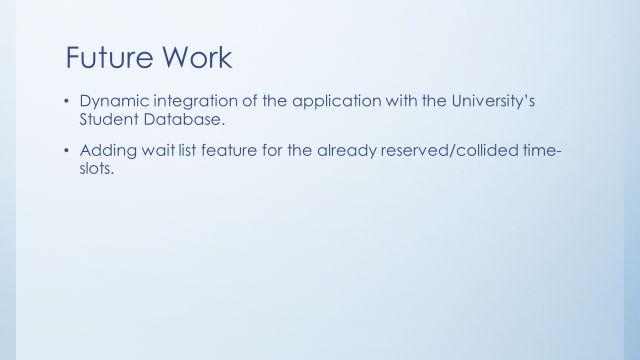 Future Work
• Dynamic integration of the application with the University’s
Student Database.
• Adding wait list feature for the already reserved/collided time-
slots.